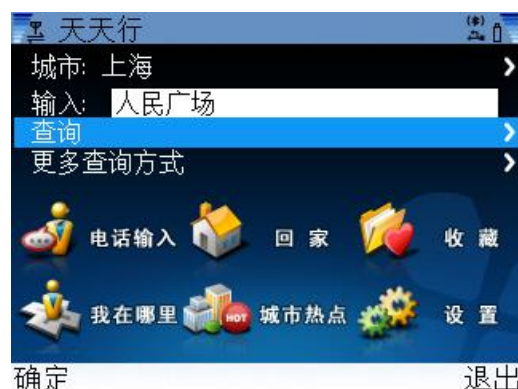 天天行
城市: 上海
输入: 人民广场
查询
更多查询方式
电话输入 回家 收藏
我在哪里 HOT 城市热点 设置
确定 退出